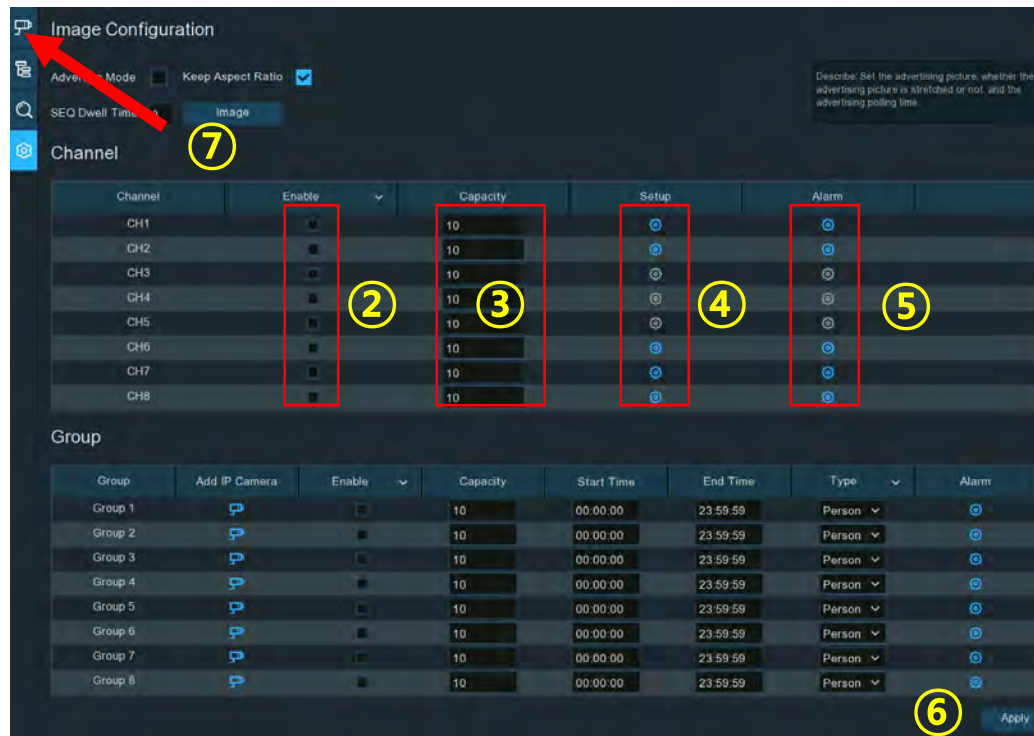 Image Configuration
Keep Aspect Ratio
Describe: Set the advertising picture, whether the
advertising picture is stretched or not, and the
advertising polling time
Mode
SEQ Dwell Time
Image
⑦
Channel
Channel Enable Capacity Setup Alarm
CH1 10
CH2 10
CH3 10
CH4 10
CH5 10
CH6 10
CH7 10
CH8 10
② ③ ④ ⑤
Group
Group Add IP Camera Enable Capacity Start Time End Time Type Alarm
Group 1 10 00:00:00 23:59:59 Person
Group 2 10 00:00:00 23:59:59 Person
Group 3 10 00:00:00 23:59:59 Person
Group 4 10 00:00:00 23:59:59 Person
Group 5 10 00:00:00 23:59:59 Person
Group 6 10 00:00:00 23:59:59 Person
Group 7 10 00:00:00 23:59:59 Person
Group 8 10 00:00:00 23:59:59 Person
⑥ Apply